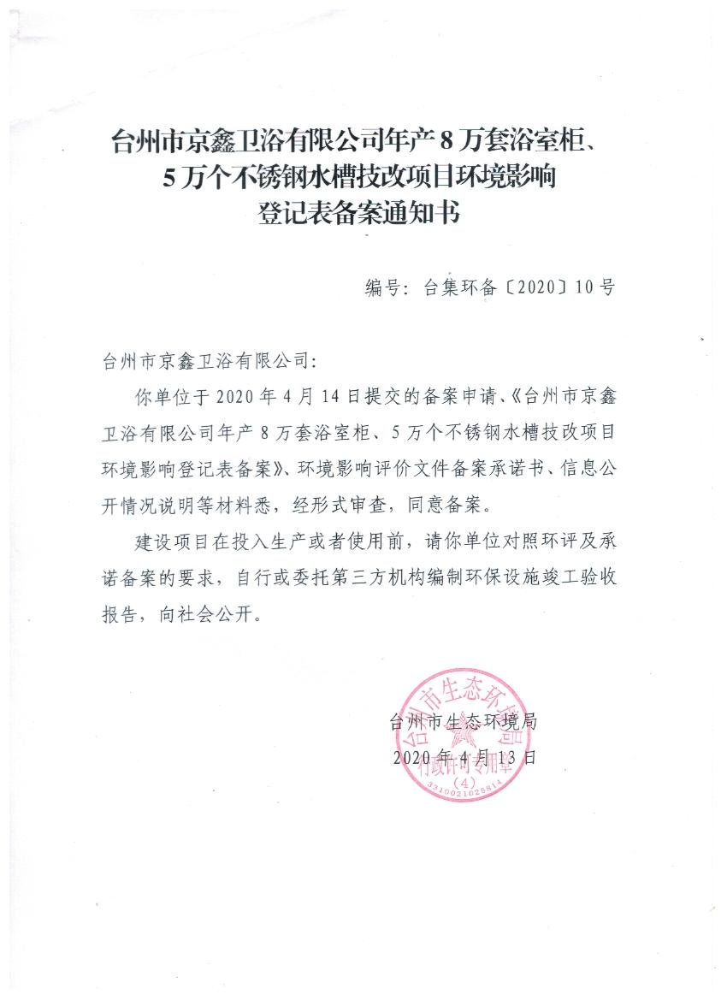 台州市京鑫卫浴有限公司年产 8 万套浴室柜、
5 万个不锈钢水槽技改项目环境影响
登记表备案通知书
编号：台集环备〔2020〕10 号
台州市京鑫卫浴有限公司：
你单位于 2020 年 4 月 14 日提交的备案申请、《台州市京鑫
卫浴有限公司年产 8 万套浴室柜、5 万个不锈钢水槽技改项目
环境影响登记表备案》、环境影响评价文件备案承诺书、信息公
开情况说明等材料悉，经形式审查，同意备案。
建设项目在投入生产或者使用前，请你单位对照环评及承
诺备案的要求，自行或委托第三方机构编制环保设施竣工验收
报告，向社会公开。
台州市生态环境局
2020 年 4 月 13 日
台州市生态环境局
行政许可专用章
（4）
3310021025814